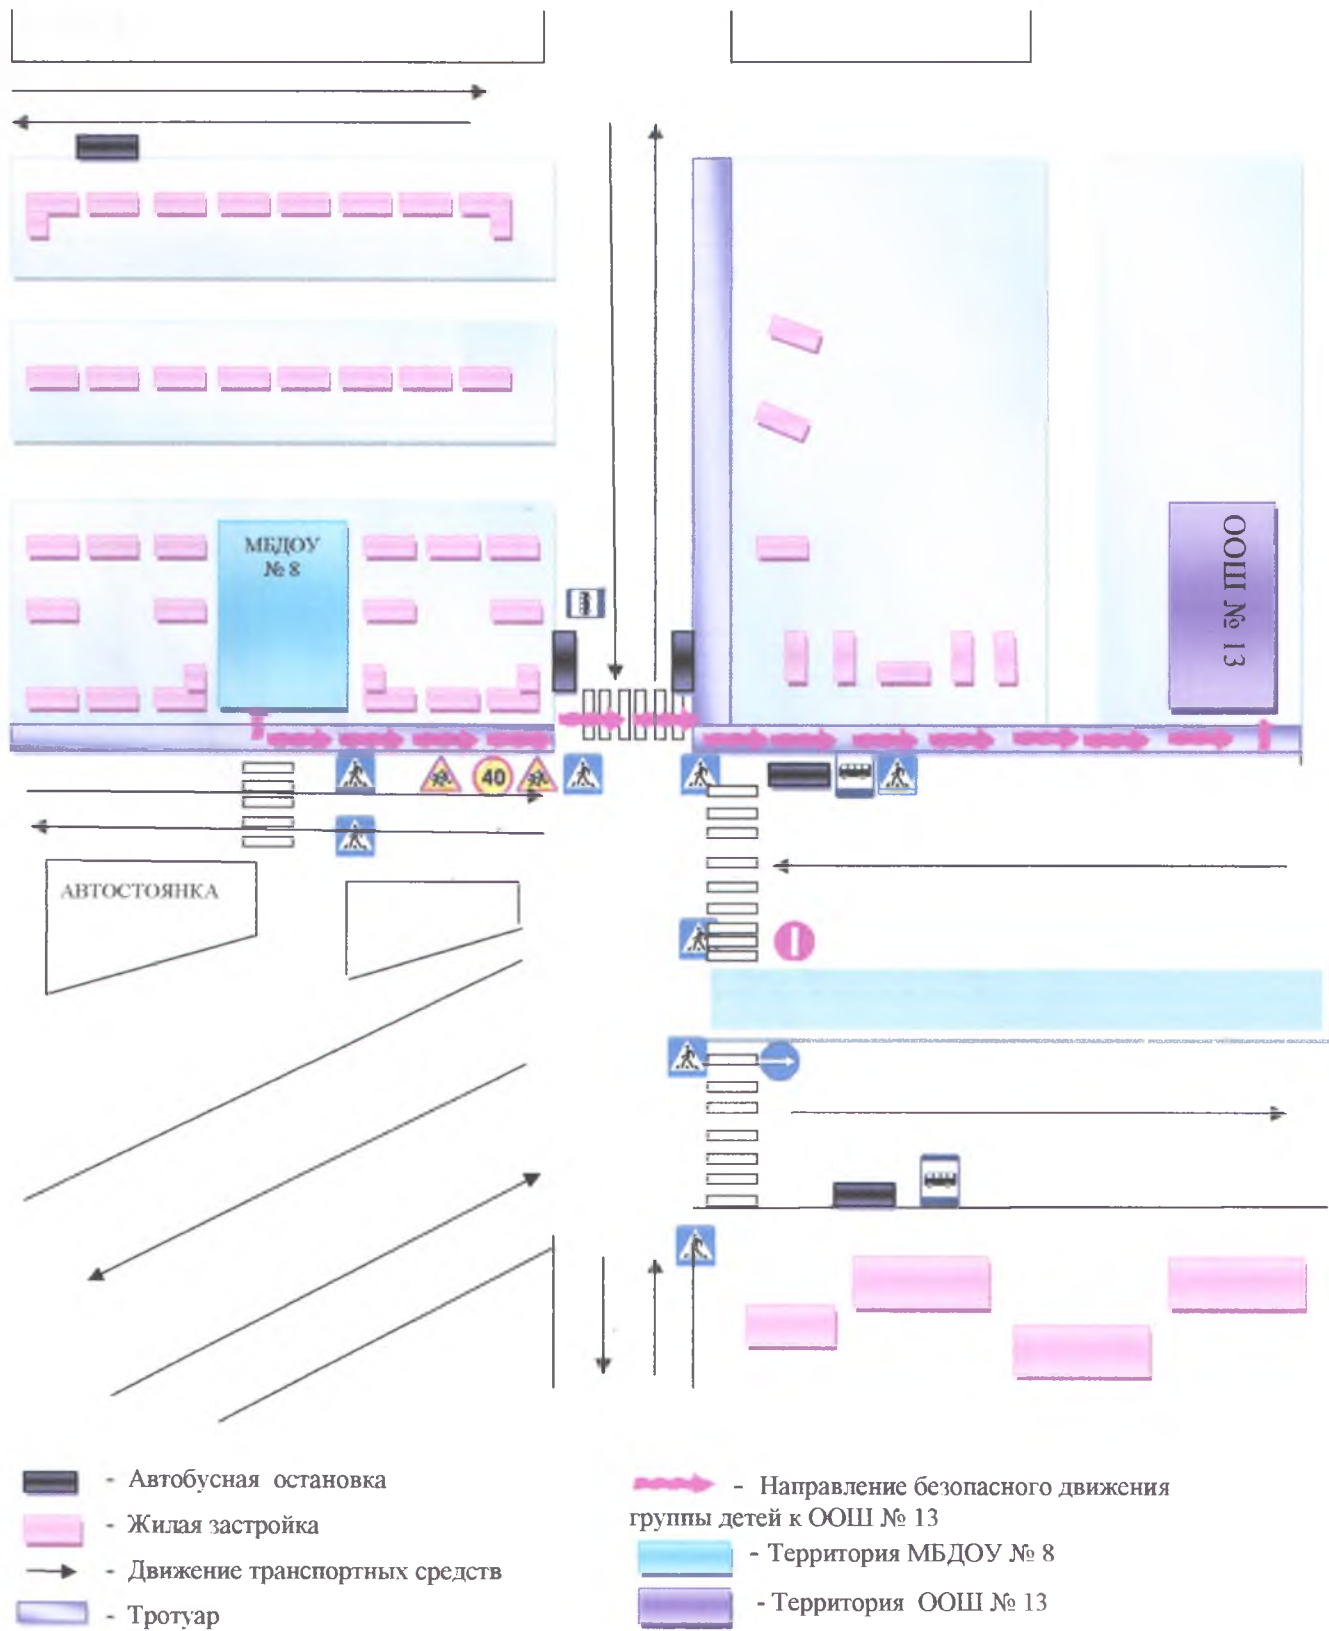 МБДОУ
№ 8
ООШ № 13
40
АВТОСТОЯНКА
- Автобусная остановка
- Жилая застройка
- Движение транспортных средств
- Тротуар
- Направление безопасного движения
группы детей к ООШ № 13
- Территория МБДОУ № 8
- Территория ООШ № 13